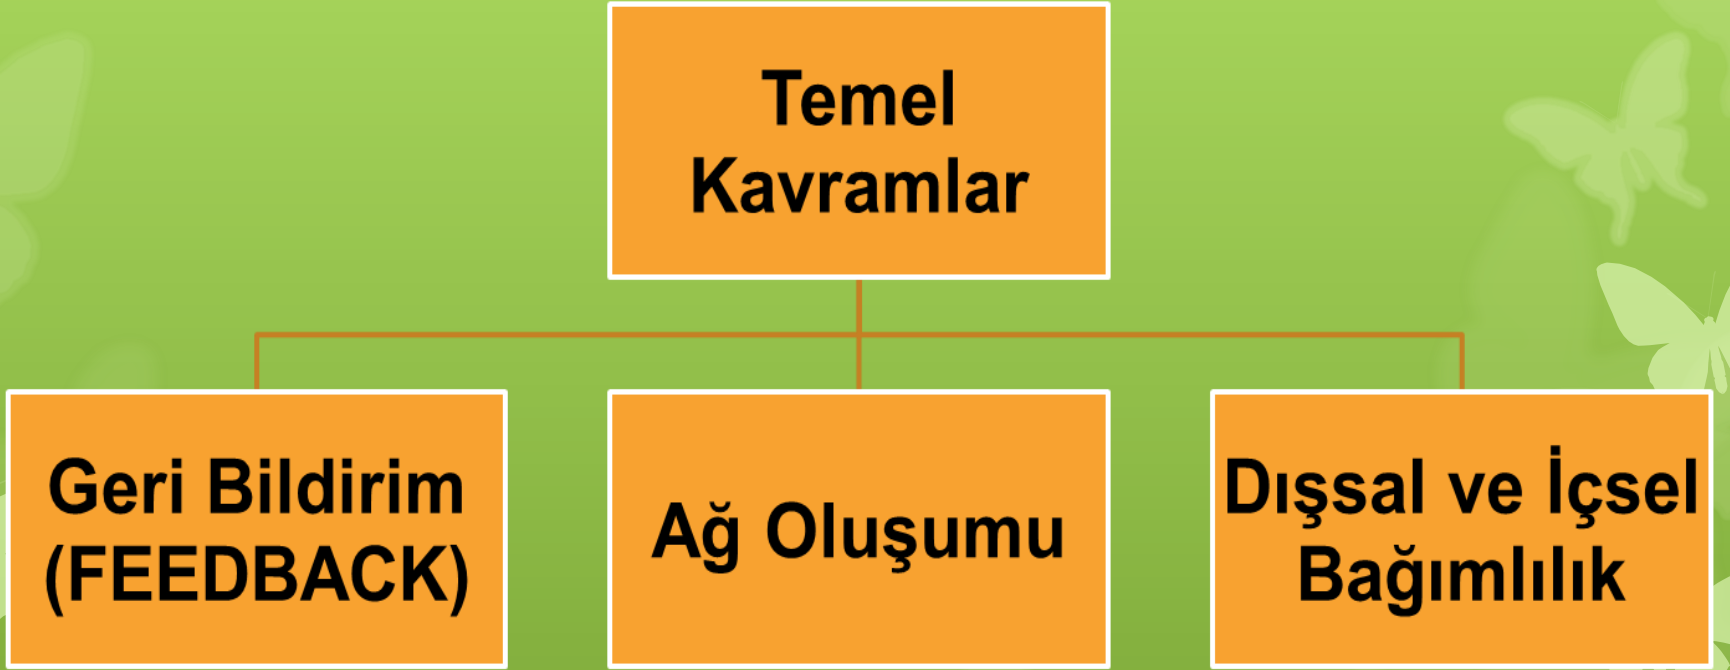 Temel
Kavramlar
Geri Bildirim
(FEEDBACK)
Ağ Oluşumu
Dışsal ve İçsel
Bağımlılık